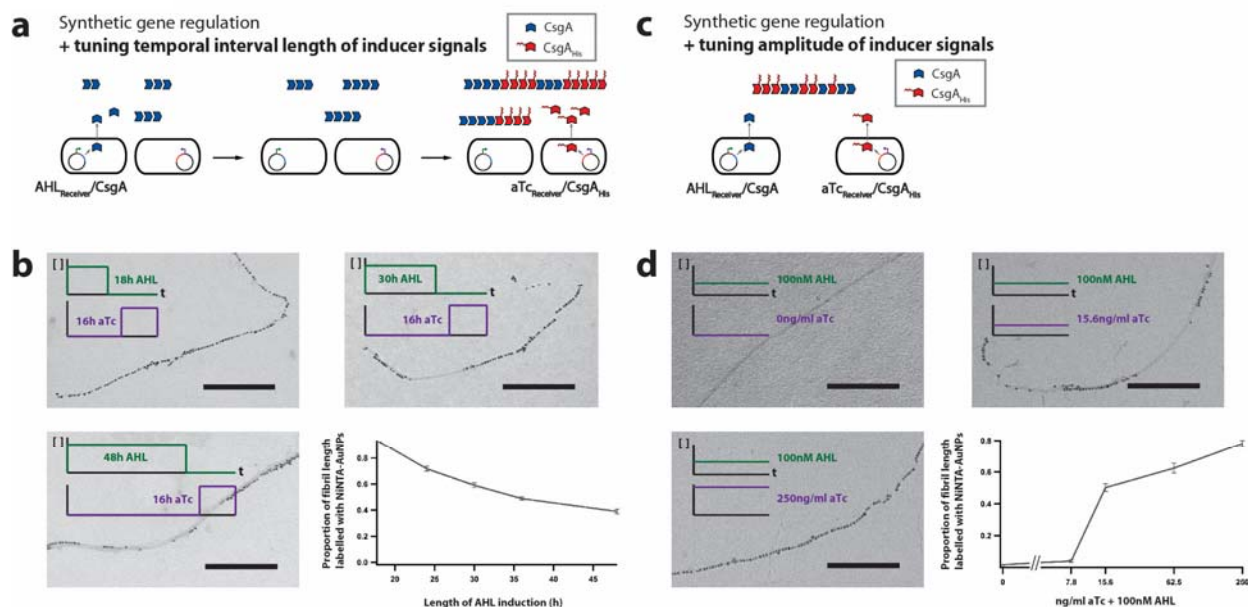 a
Synthetic gene regulation
+ tuning temporal interval length of inducer signals
CsgA
CsgAHis
AHLReceiver/CsgA
aTcReceiver/CsgAHis
c
Synthetic gene regulation
+ tuning amplitude of inducer signals
CsgA
CsgAHis
AHLReceiver/CsgA
aTcReceiver/CsgAHis
b
[ ]
18h AHL
t
16h aTc
[ ]
30h AHL
t
16h aTc
[ ]
48h AHL
t
16h aTc
Proportion of fibril length
labelled with NiNTA-AuNPs
0.8
0.6
0.4
0.2
0.0
20
25
30
35
40
45
Length of AHL induction (h)
d
[ ]
100nM AHL
t
0ng/ml aTc
[ ]
100nM AHL
t
15.6ng/ml aTc
[ ]
100nM AHL
t
250ng/ml aTc
Proportion of fibril length
labelled with NiNTA-AuNPs
0.8
0.6
0.4
0.2
0
7.8
15.6
62.5
200
ng/ml aTc + 100nM AHL